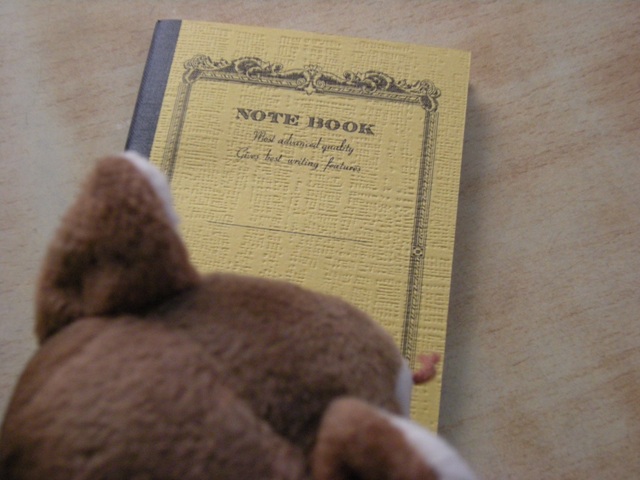 NOTE BOOK
Most advanced quality
Gives best writing features